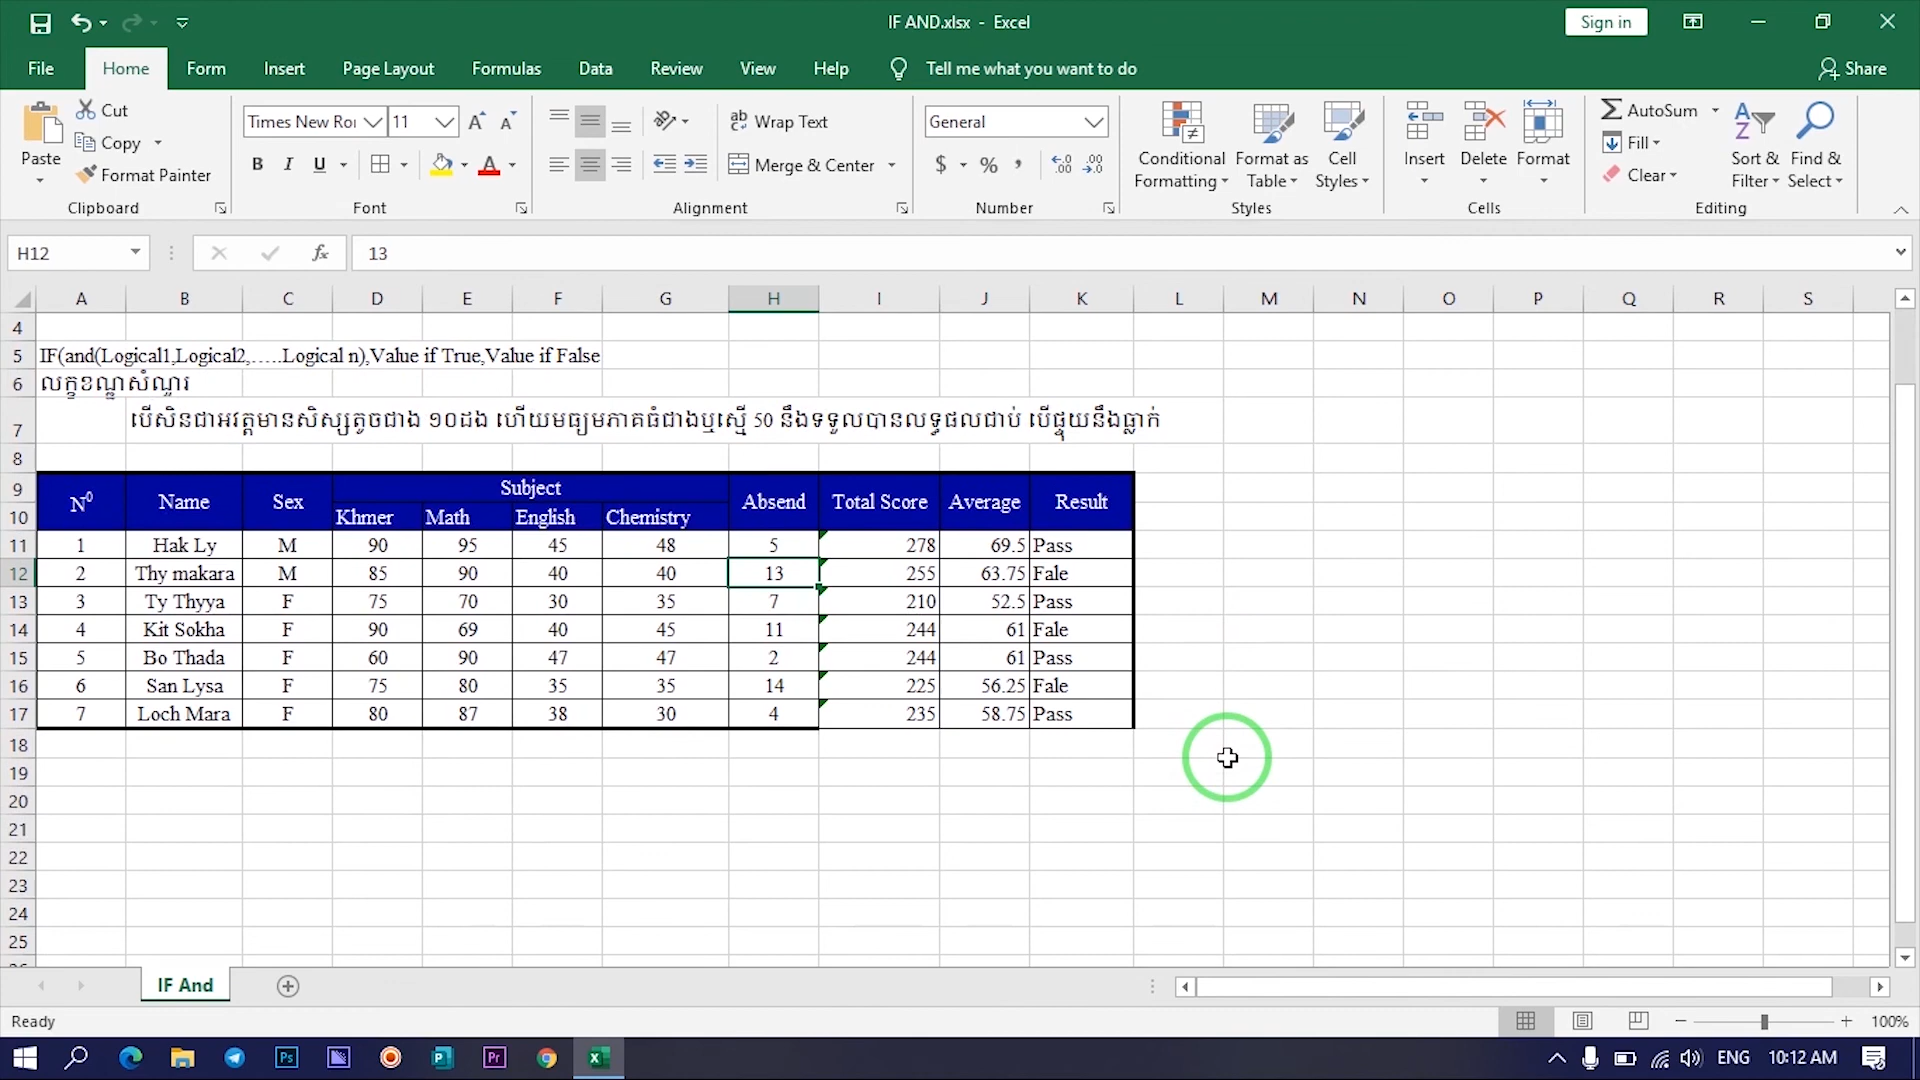 IF AND.xlsx - Excel
Sign in
File Home Form Insert Page Layout Formulas Data Review View Help Tell me what you want to do Share
Paste
Cut
Copy
Format Painter
Clipboard
Times New Ror 11
B I U
Font
Wrap Text
Merge & Center
Alignment
General
$ % ,
Number
Conditional Formatting
Format as Table
Cell Styles
Styles
Insert Delete Format
Cells
AutoSum
Fill
Clear
Sort & Filter
Find & Select
Editing
H12 fx 13
A B C D E F G H I J K L M N O P Q R S
4
5 IF(and(Logical1,Logical2,…..Logical n),Value if True,Value if False
6 លក្ខខណ្ឌសំណួរ
7 បើសិនជាអវត្តមានសិស្សតូចជាង ១០ដង ហើយមធ្យមភាគធំជាងឬស្មើ 50 នឹងទទួលបានលទ្ធផលជាប់ បើផ្ទុយនឹងធ្លាក់
8
9 N0 Name Sex Subject Absend Total Score Average Result
10 Khmer Math English Chemistry
11 1 Hak Ly M 90 95 45 48 5 278 69.5 Pass
12 2 Thy makara M 85 90 40 40 13 255 63.75 Fale
13 3 Ty Thyya F 75 70 30 35 7 210 52.5 Pass
14 4 Kit Sokha F 90 69 40 45 11 244 61 Fale
15 5 Bo Thada F 60 90 47 47 2 244 61 Pass
16 6 San Lysa F 75 80 35 35 14 225 56.25 Fale
17 7 Loch Mara F 80 87 38 30 4 235 58.75 Pass
18
19
20
21
22
23
24
25
IF And
Ready
100%
ENG 10:12 AM